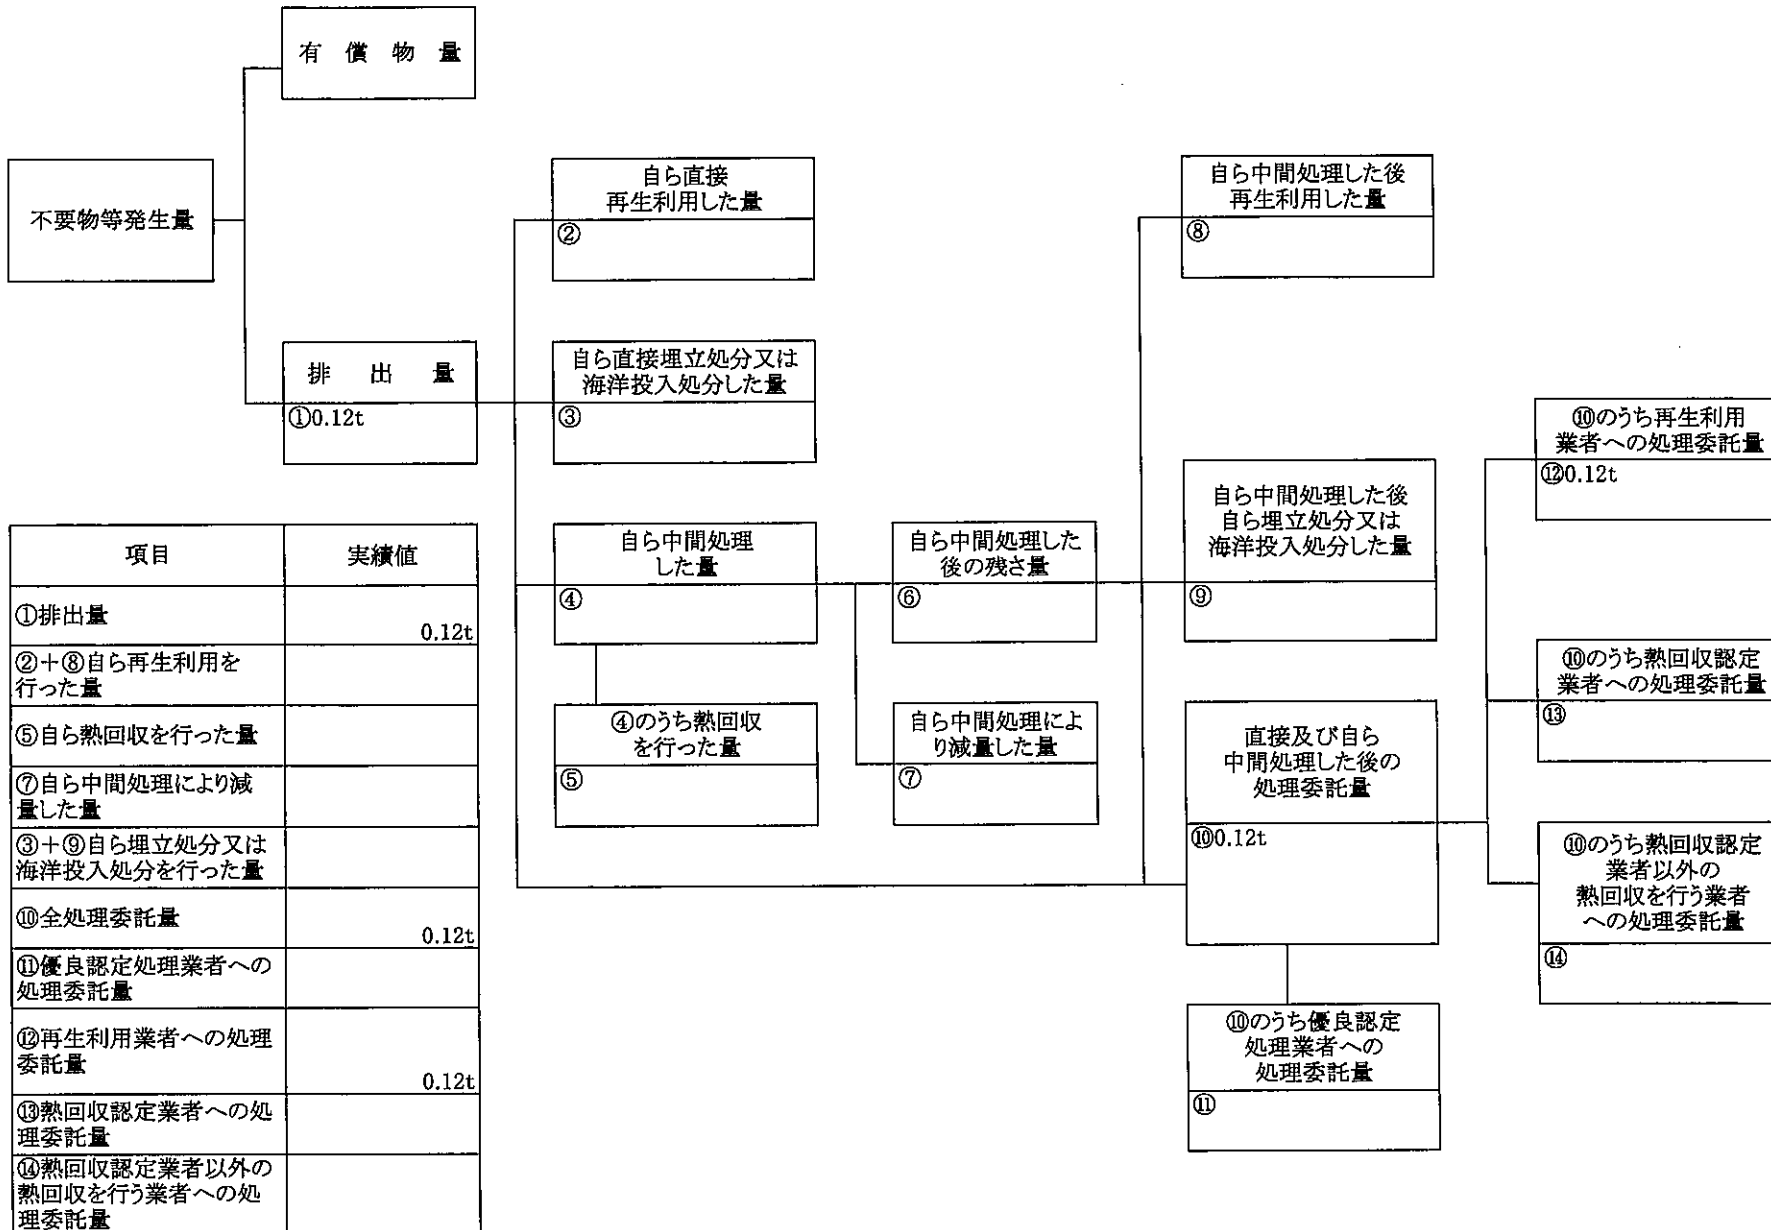 有償物量
不要物等発生量
排出量
①0.12t
自ら直接
再生利用した量
②
自ら直接埋立処分又は
海洋投入処分した量
③
自ら中間処理
した量
④
④のうち熱回収
を行った量
⑤
自ら中間処理した
後の残さ量
⑥
自ら中間処理によ
り減量した量
⑦
自ら中間処理した後
再生利用した量
⑧
自ら中間処理した後
自ら埋立処分又は
海洋投入処分した量
⑨
直接及び自ら
中間処理した後の
処理委託量
⑩0.12t
⑩のうち優良認定
処理業者への
処理委託量
⑪
⑩のうち再生利用
業者への処理委託量
⑫0.12t
⑩のうち熱回収認定
業者への処理委託量
⑬
⑩のうち熱回収認定
業者以外の
熱回収を行う業者
への処理委託量
⑭
項目 実績値
①排出量
0.12t
②+⑧自ら再生利用を
行った量
⑤自ら熱回収を行った量
⑦自ら中間処理により減
量した量
③+⑨自ら埋立処分又は
海洋投入処分を行った量
⑩全処理委託量
0.12t
⑪優良認定処理業者への
処理委託量
⑫再生利用業者への処理
委託量
0.12t
⑬熱回収認定業者への処
理委託量
⑭熱回収認定業者以外の
熱回収を行う業者への処
理委託量